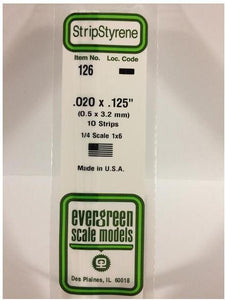 StripStyrene
Item No. Loc. Code
126
.020 x .125"
(0.5 x 3.2 mm)
10 Strips
1/4 Scale 1x6
Made in U.S.A.
evergreen
scale models
Des Plaines, IL 60018